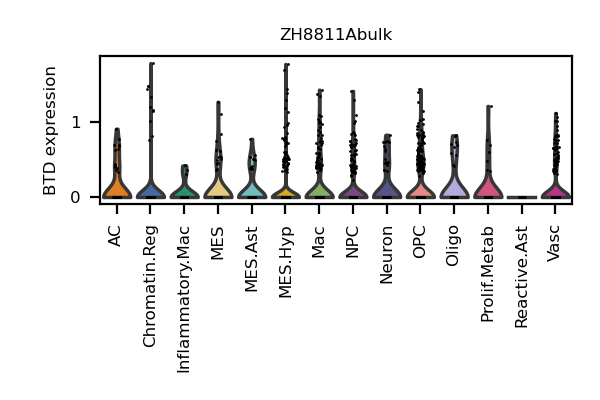 ZH8811Abulk
BTD expression
1
0
AC
Chromatin.Reg
Inflammatory.Mac
MES
MES.Ast
MES.Hyp
Mac
NPC
Neuron
OPC
Oligo
Prolif.Metab
Reactive.Ast
Vasc